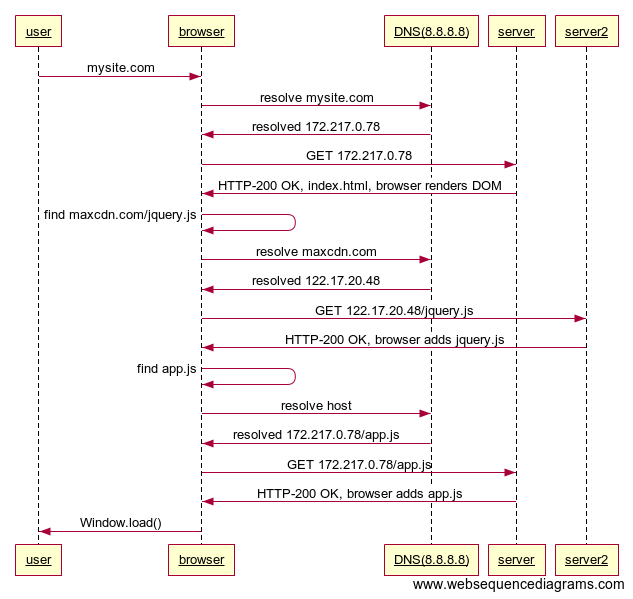 user browser DNS(8.8.8.8) server server2
mysite.com
resolve mysite.com
resolved 172.217.0.78
GET 172.217.0.78
HTTP-200 OK, index.html, browser renders DOM
find maxcdn.com/jquery.js
resolve maxcdn.com
resolved 122.17.20.48
GET 122.17.20.48/jquery.js
HTTP-200 OK, browser adds jquery.js
find app.js
resolve host
resolved 172.217.0.78/app.js
GET 172.217.0.78/app.js
HTTP-200 OK, browser adds app.js
Window.load()
user browser DNS(8.8.8.8) server server2
www.websequencediagrams.com